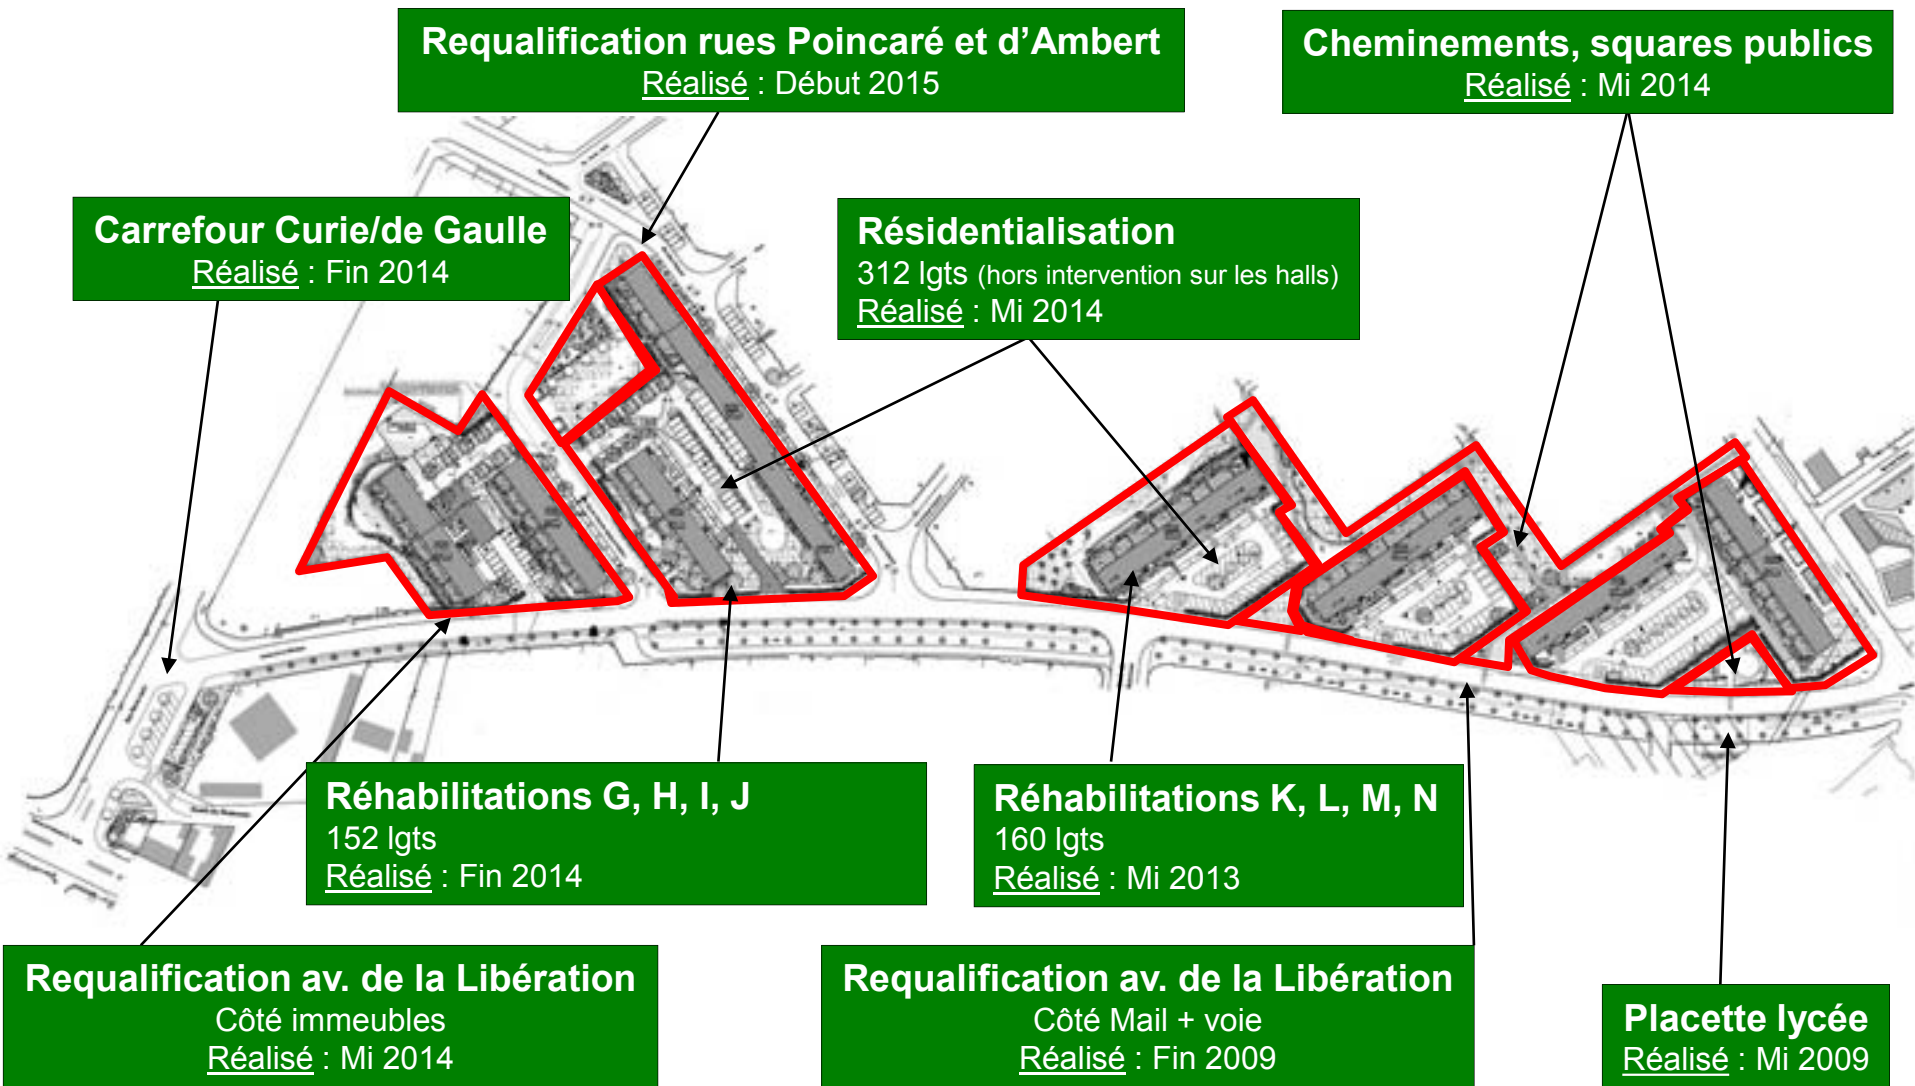 Requalification rues Poincaré et d’Ambert
Réalisé : Début 2015
Cheminements, squares publics
Réalisé : Mi 2014
Carrefour Curie/de Gaulle
Réalisé : Fin 2014
Résidentialisation
312 lgts (hors intervention sur les halls)
Réalisé : Mi 2014
Réhabilitations G, H, I, J
152 lgts
Réalisé : Fin 2014
Réhabilitations K, L, M, N
160 lgts
Réalisé : Mi 2013
Requalification av. de la Libération
Côté immeubles
Réalisé : Mi 2014
Requalification av. de la Libération
Côté Mail + voie
Réalisé : Fin 2009
Placette lycée
Réalisé : Mi 2009